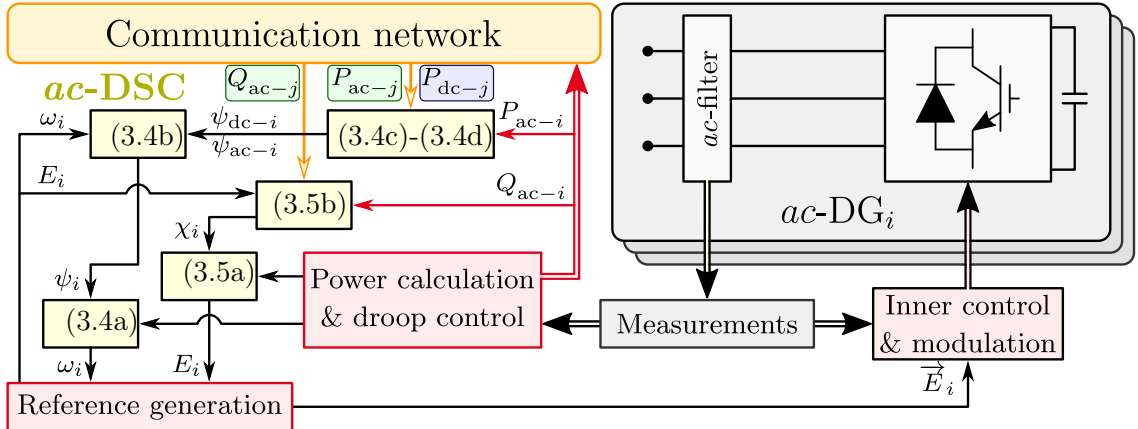 Communication network
ac-DSC
Q_ac−j
P_ac−j
P_dc−j
ω_i
(3.4b)
ψ_dc−i
ψ_ac−i
(3.4c)-(3.4d)
P_ac−i
E_i
(3.5b)
Q_ac−i
χ_i
(3.5a)
Power calculation
& droop control
ψ_i
(3.4a)
ω_i
E_i
Reference generation
ac-filter
ac-DG_i
Measurements
Inner control
& modulation
E⃗_i